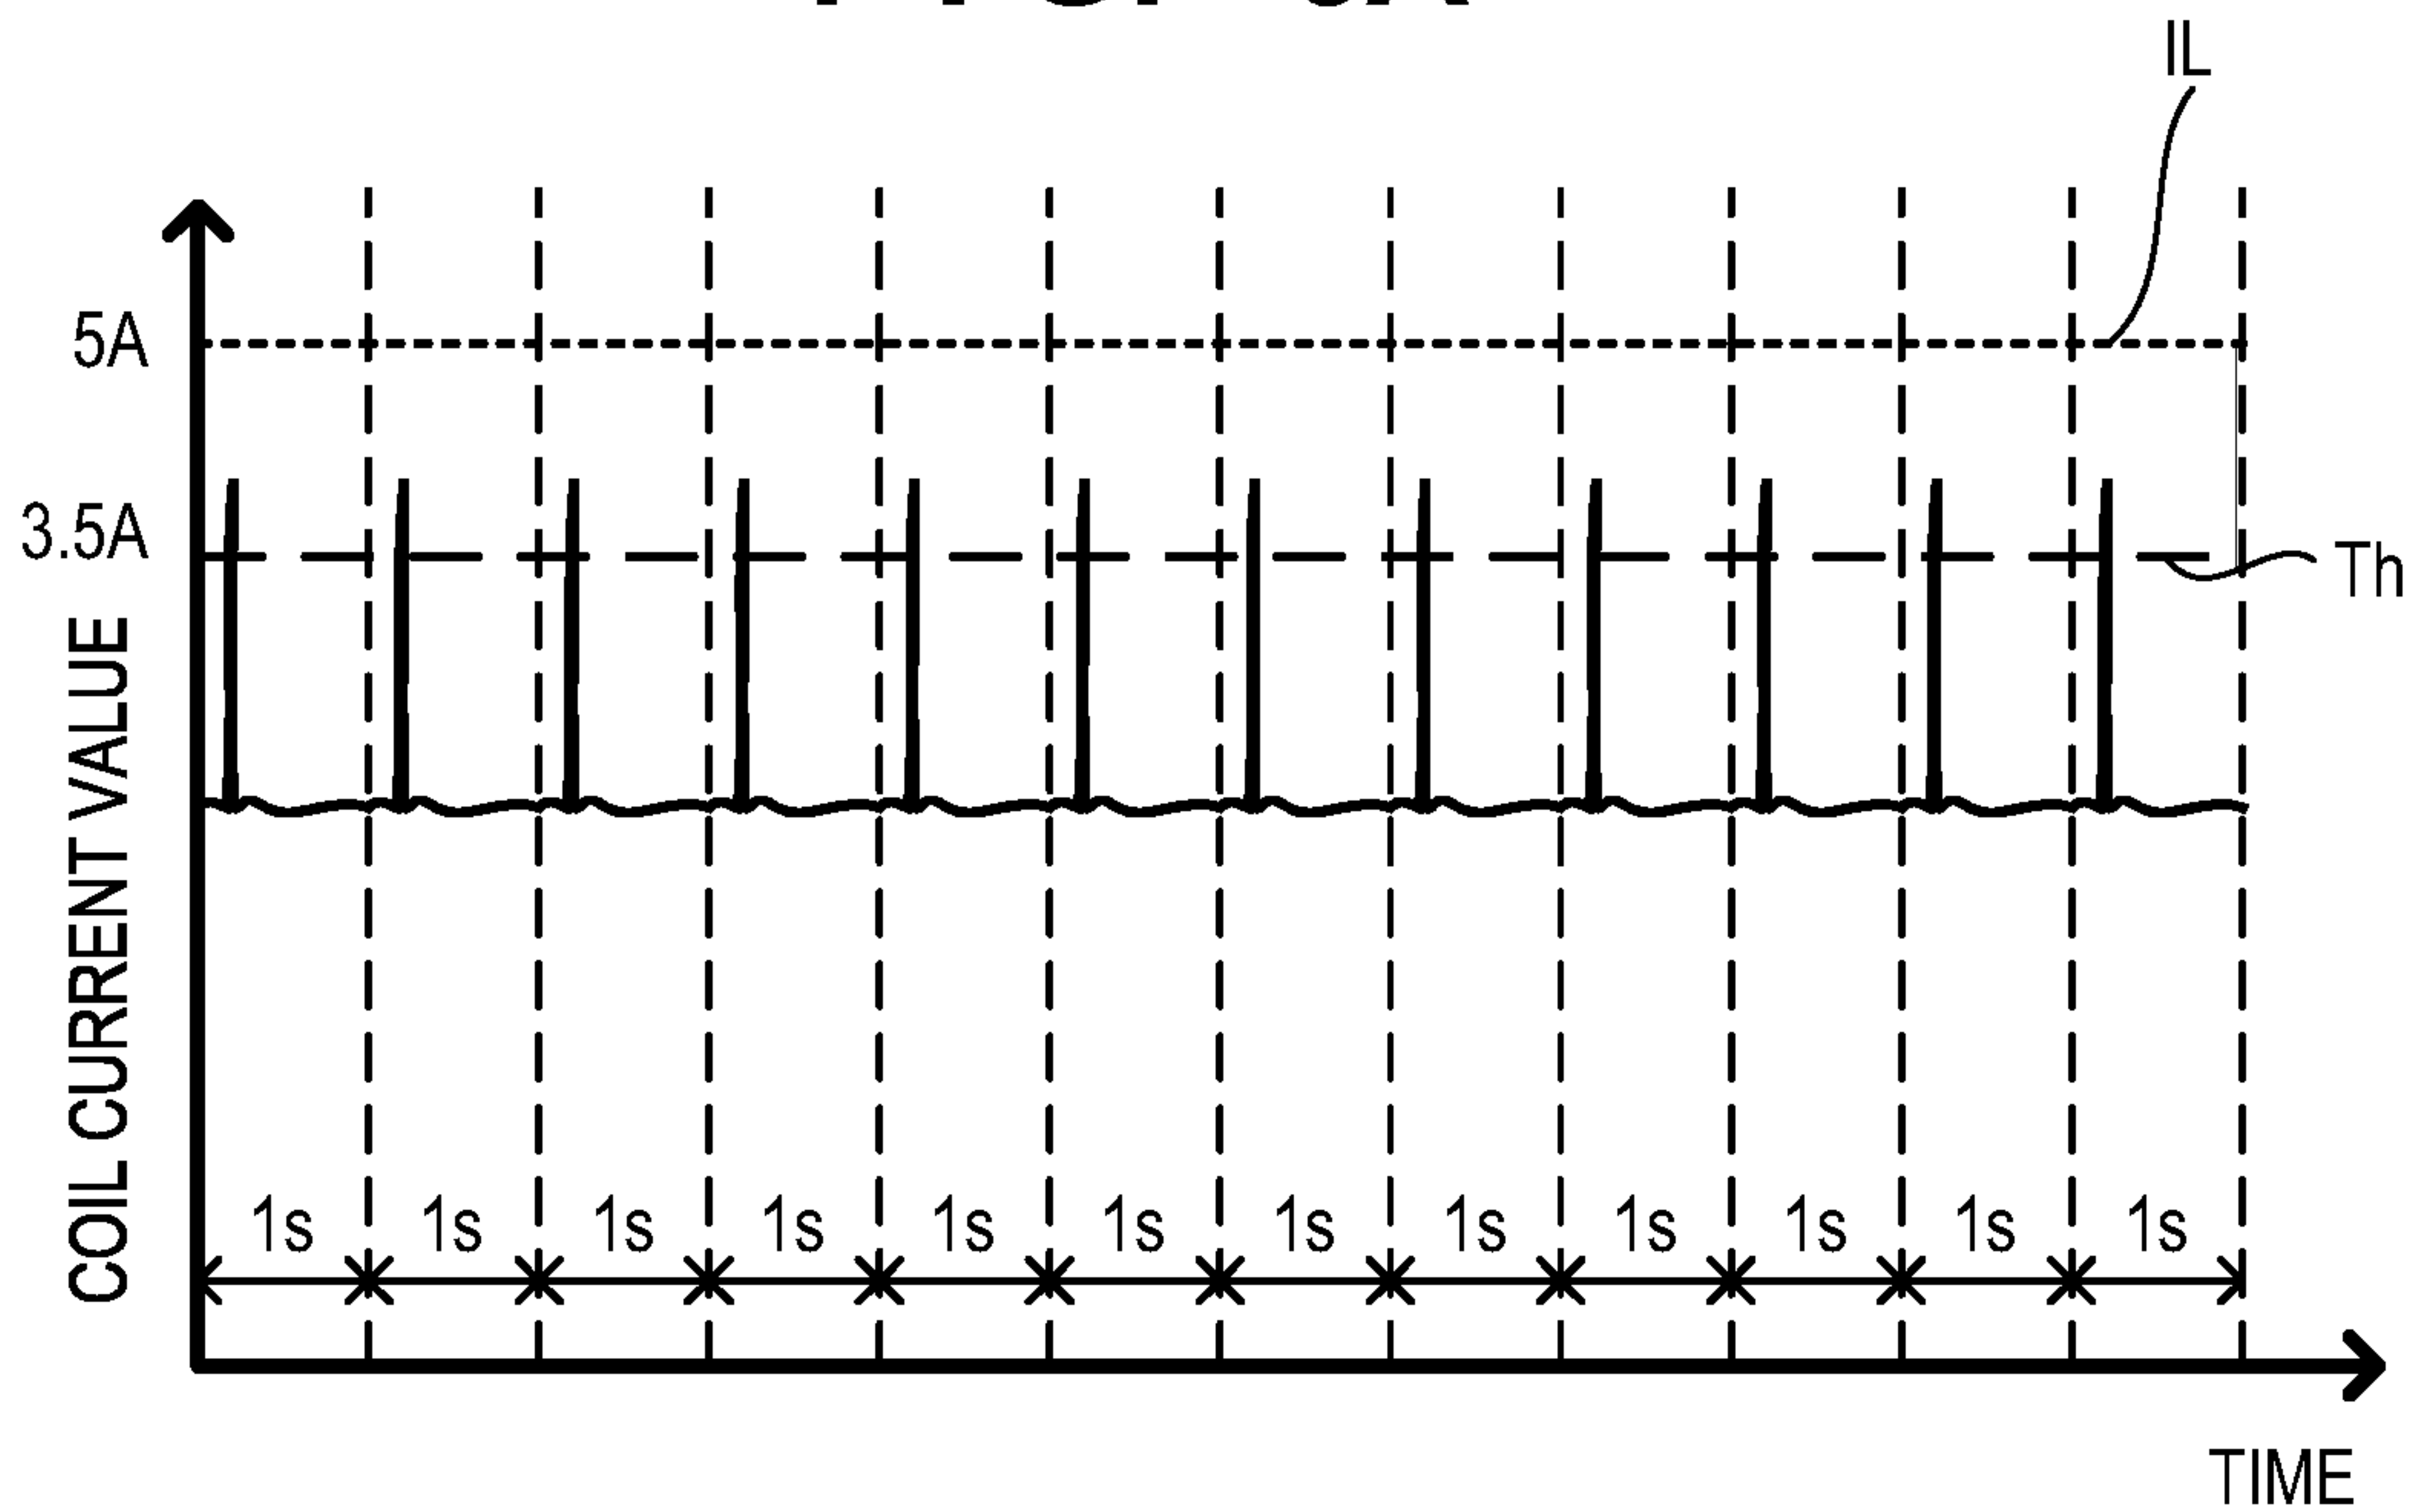 IL
5A
3.5A
Th
COIL CURRENT VALUE
1s 1s 1s 1s 1s 1s 1s 1s 1s 1s 1s 1s
TIME